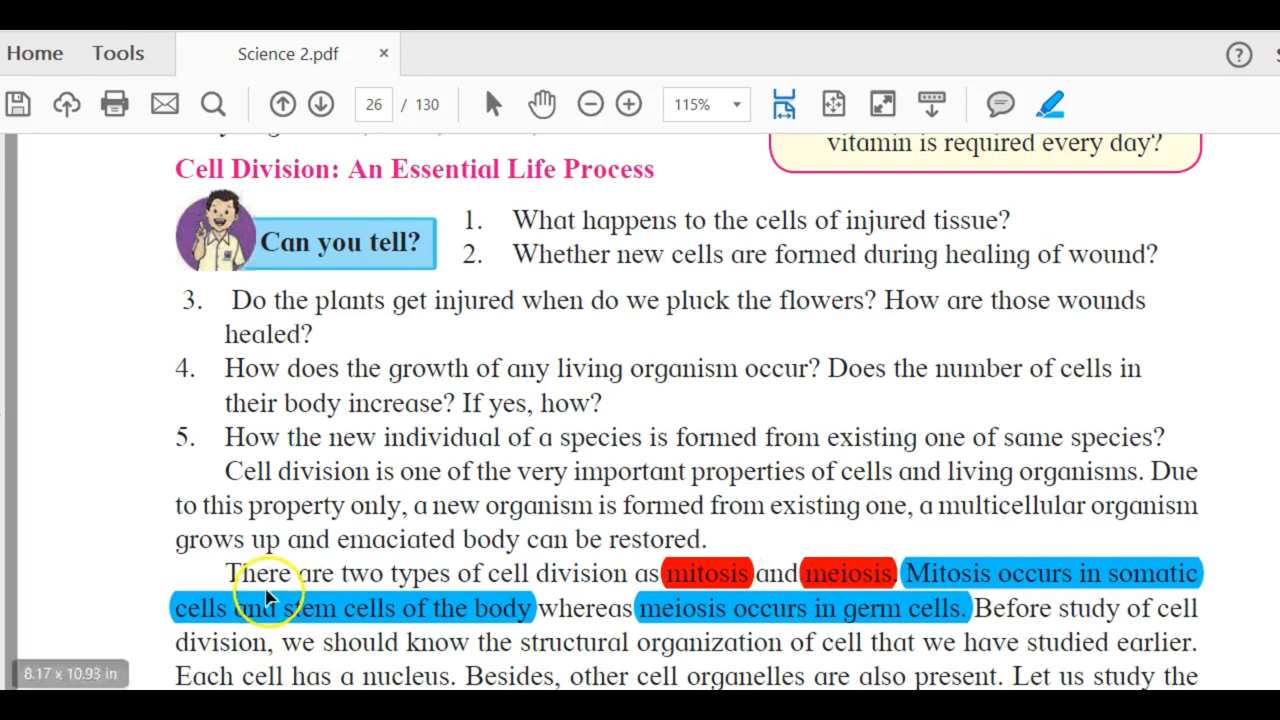 Home Tools Science 2.pdf ×
26 / 130 115%
vitamin is required every day?
Cell Division: An Essential Life Process
Can you tell?
1. What happens to the cells of injured tissue?
2. Whether new cells are formed during healing of wound?
3. Do the plants get injured when do we pluck the flowers? How are those wounds
healed?
4. How does the growth of any living organism occur? Does the number of cells in
their body increase? If yes, how?
5. How the new individual of a species is formed from existing one of same species?
Cell division is one of the very important properties of cells and living organisms. Due
to this property only, a new organism is formed from existing one, a multicellular organism
grows up and emaciated body can be restored.
There are two types of cell division as mitosis and meiosis. Mitosis occurs in somatic
cells and stem cells of the body whereas meiosis occurs in germ cells. Before study of cell
division, we should know the structural organization of cell that we have studied earlier.
Each cell has a nucleus. Besides, other cell organelles are also present. Let us study the
8.17 x 10.93 in